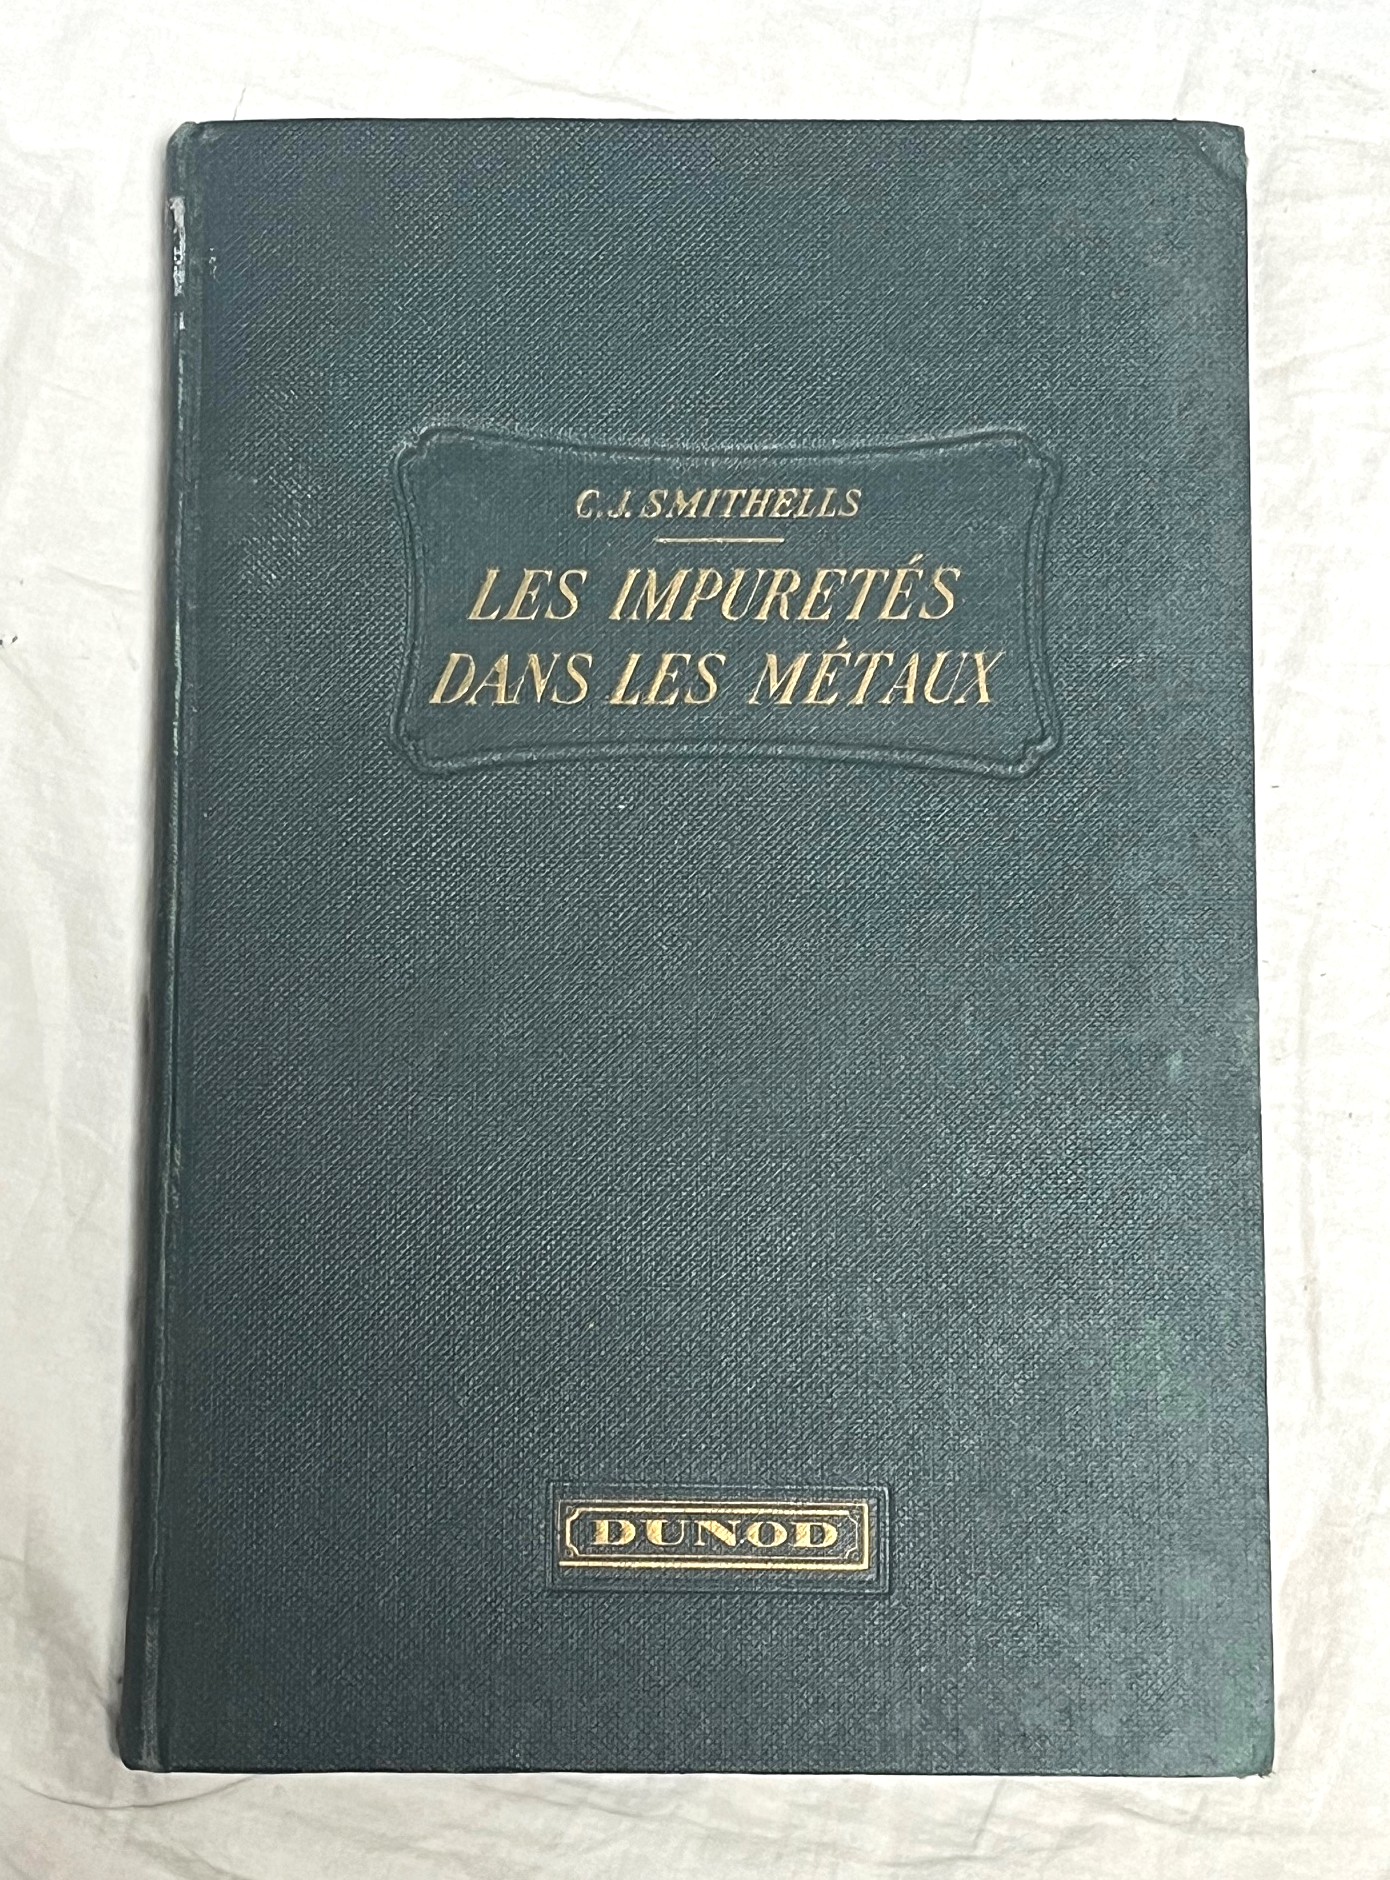 C.J. SMITHELLS
LES IMPURETÉS
DANS LES MÉTAUX
DUNOD